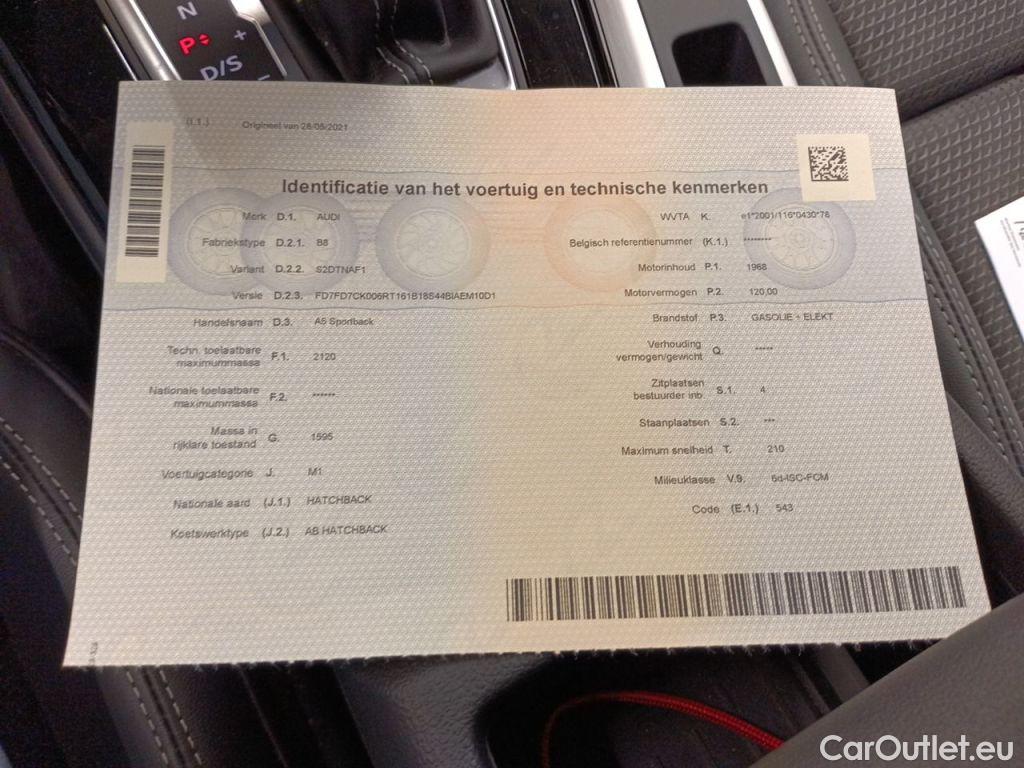 N
P
+
D/S
−
(I.1.) Origineel van 28/05/2021
Identificatie van het voertuig en technische kenmerken
Merk D.1. AUDI
Fabriekstype D.2.1. B8
Variant D.2.2. S2DTNAF1
Versie D.2.3. FD7FD7CK006RT161B18S44BIAEM10D1
Handelsnaam D.3. A5 Sportback
Techn. toelaatbare
maximummassa F.1. 2120
Nationale toelaatbare
maximummassa F.2. ******
Massa in
rijklare toestand G. 1595
Voertuigcategorie J. M1
Nationale aard (J.1.) HATCHBACK
Koetswerktype (J.2.) AB HATCHBACK
WVTA K. e1*2001/116*0430*78
Belgisch referentienummer (K.1.) ********
Motorinhoud P.1. 1968
Motorvermogen P.2. 120,00
Brandstof P.3. GASOLIE + ELEKT
Verhouding
vermogen/gewicht Q. *****
Zitplaatsen
bestuurder inb. S.1. 4
Staanplaatsen S.2. ***
Maximum snelheid T. 210
Milieuklasse V.9. 6d-ISC-FCM
Code (E.1.) 543
CarOutlet.eu